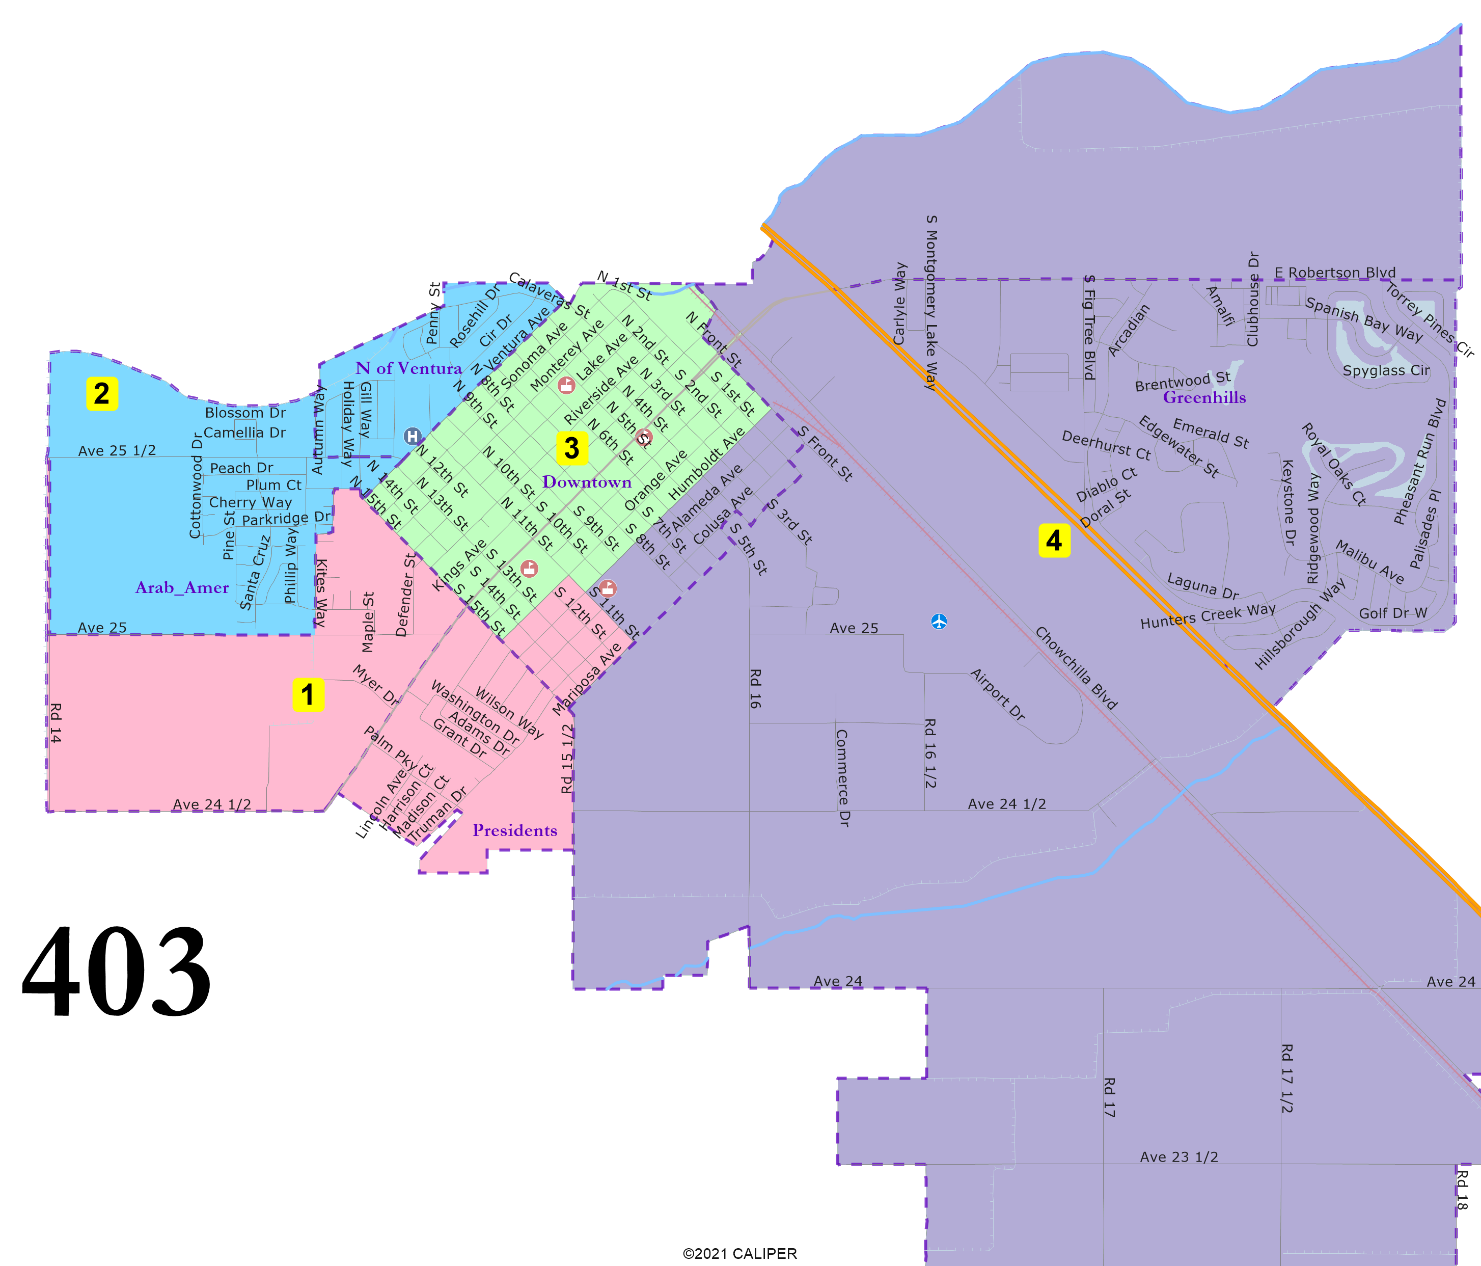 E Robertson Blvd
Clubhouse Dr
S Montgomery Lake Way
Carlyle Way
S Fig Tree Blvd
Arcadian
Amalfi
Spanish Bay Way
Torrey Pines Cir
Spyglass Cir
Brentwood St
Greenhills
Edgewater St
Emerald St
Deerhurst Ct
Diablo Ct
Doral St
Royal Oaks Ct
Keystone Dr
Ridgewood Way
Pheasant Run Blvd
Palisades Pl
Malibu Ave
Laguna Dr
Hunters Creek Way
Hillsborough Way
Golf Dr W
4
N 1st St
Calaveras St
Penny St
Rosehill Dr
Cir Dr
N of Ventura
N Ventura Ave
Sonoma Ave
Monterey Ave
Lake Ave
Riverside Ave
N Front St
N 2nd St
N 3rd St
N 4th St
N 5th St
N 6th St
N 8th St
N 9th St
N 10th St
N 11th St
N 12th St
N 13th St
N 14th St
N 15th St
S 1st St
S 2nd St
3
Downtown
H
Orange Ave
Humboldt Ave
Alameda Ave
Colusa Ave
S Front St
S 3rd St
S 5th St
S 7th St
S 8th St
S 9th St
S 10th St
S 11th St
S 12th St
S 13th St
S 14th St
S 15th St
Kings Ave
Mariposa Ave
2
Blossom Dr
Camellia Dr
Ave 25 1/2
Peach Dr
Plum Ct
Cherry Way
Parkridge Dr
Cottonwood Dr
Pine St
Santa Cruz
Phillip Way
Autumn Way
Holiday Way
Gill Way
Arab_Amer
Ave 25
Kites Way
Maple St
Defender St
1
Rd 14
Myer Dr
Washington Dr
Wilson Way
Adams Dr
Grant Dr
Palm Pky
Lincoln Ave
Harrison Ct
Madison Ct
Truman Dr
Presidents
Ave 24 1/2
Rd 15 1/2
Ave 25
Rd 16
Airport Dr
Chowchilla Blvd
Rd 16 1/2
Commerce Dr
Ave 24 1/2
Ave 24
Ave 24
Rd 17
Rd 17 1/2
Ave 23 1/2
Rd 18
403
©2021 CALIPER